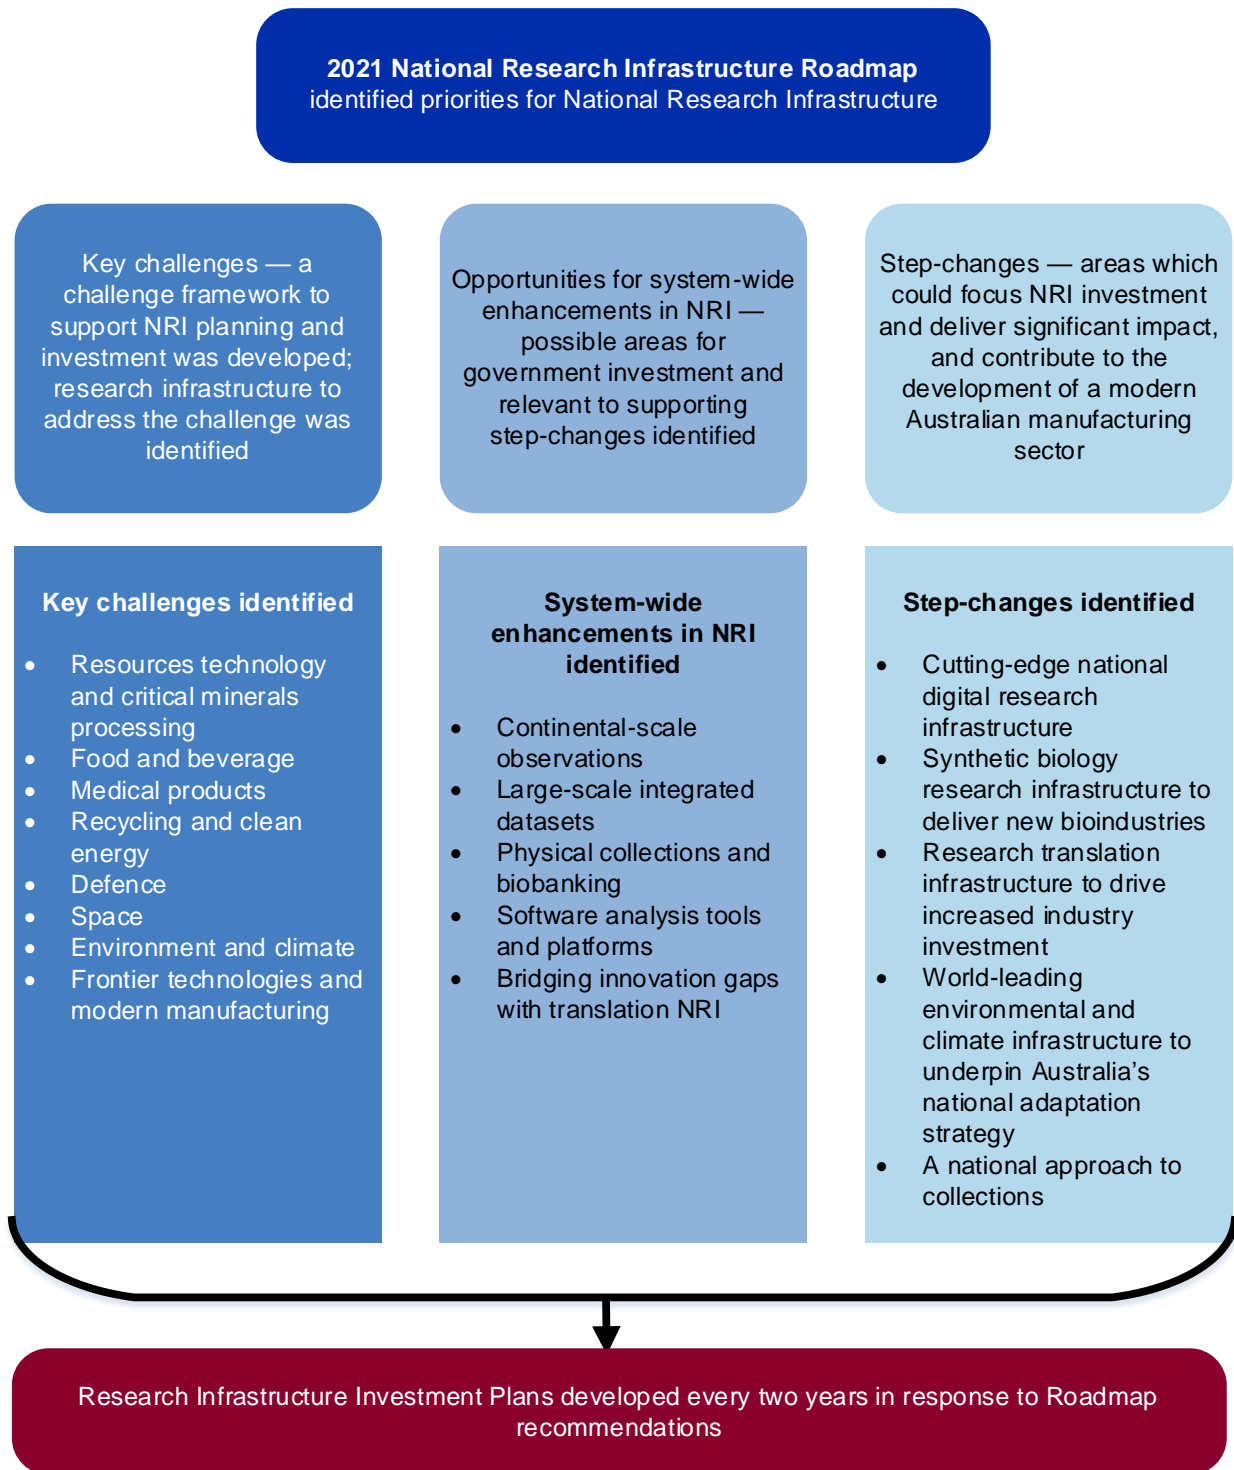 2021 National Research Infrastructure Roadmap
identified priorities for National Research Infrastructure
Key challenges — a
challenge framework to
support NRI planning and
investment was developed;
research infrastructure to
address the challenge was
identified
Opportunities for system-wide
enhancements in NRI —
possible areas for
government investment and
relevant to supporting
step-changes identified
Step-changes — areas which
could focus NRI investment
and deliver significant impact,
and contribute to the
development of a modern
Australian manufacturing
sector
Key challenges identified
• Resources technology
and critical minerals
processing
• Food and beverage
• Medical products
• Recycling and clean
energy
• Defence
• Space
• Environment and climate
• Frontier technologies and
modern manufacturing
System-wide
enhancements in NRI
identified
• Continental-scale
observations
• Large-scale integrated
datasets
• Physical collections and
biobanking
• Software analysis tools
and platforms
• Bridging innovation gaps
with translation NRI
Step-changes identified
• Cutting-edge national
digital research
infrastructure
• Synthetic biology
research infrastructure to
deliver new bioindustries
• Research translation
infrastructure to drive
increased industry
investment
• World-leading
environmental and
climate infrastructure to
underpin Australia’s
national adaptation
strategy
• A national approach to
collections
Research Infrastructure Investment Plans developed every two years in response to Roadmap
recommendations